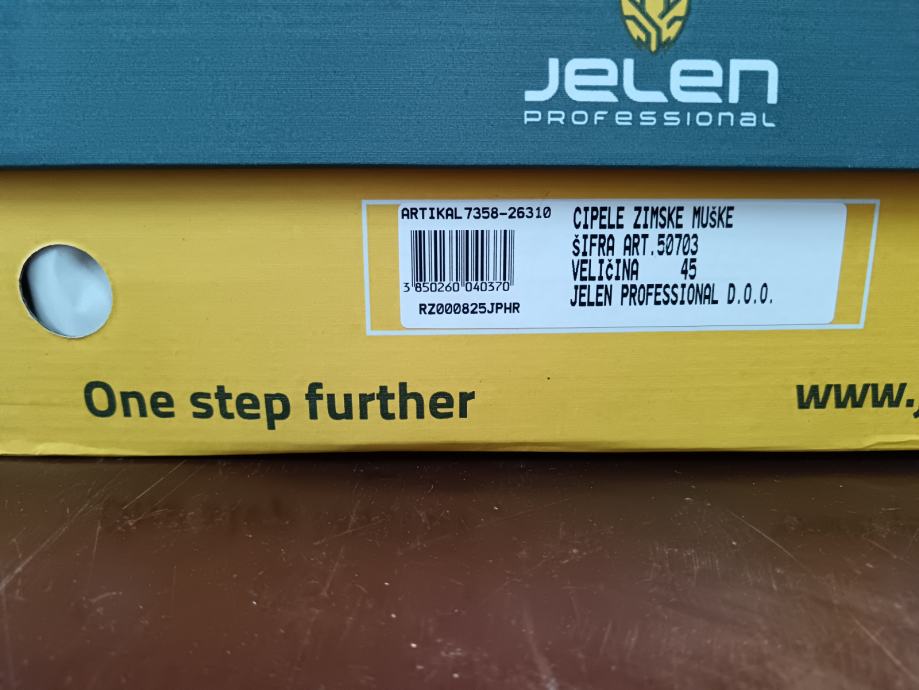 JELEN
PROFESSIONAL
ARTIKAL7358-26310
3 850260 040370
RZ000825JPHR
CIPELE ZIMSKE MUŠKE
ŠIFRA ART.50703
VELIČINA 45
JELEN PROFESSIONAL D.O.O.
One step further
www.